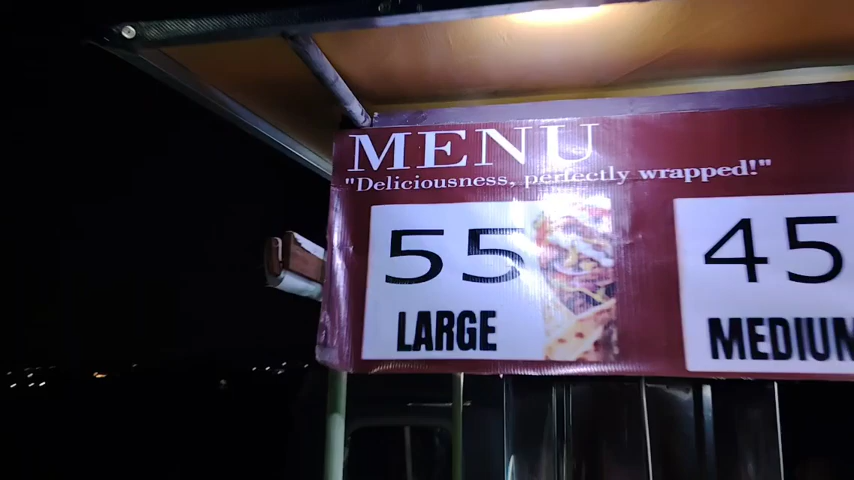 MENU
"Deliciousness, perfectly wrapped!"
55
LARGE
45
MEDIUM